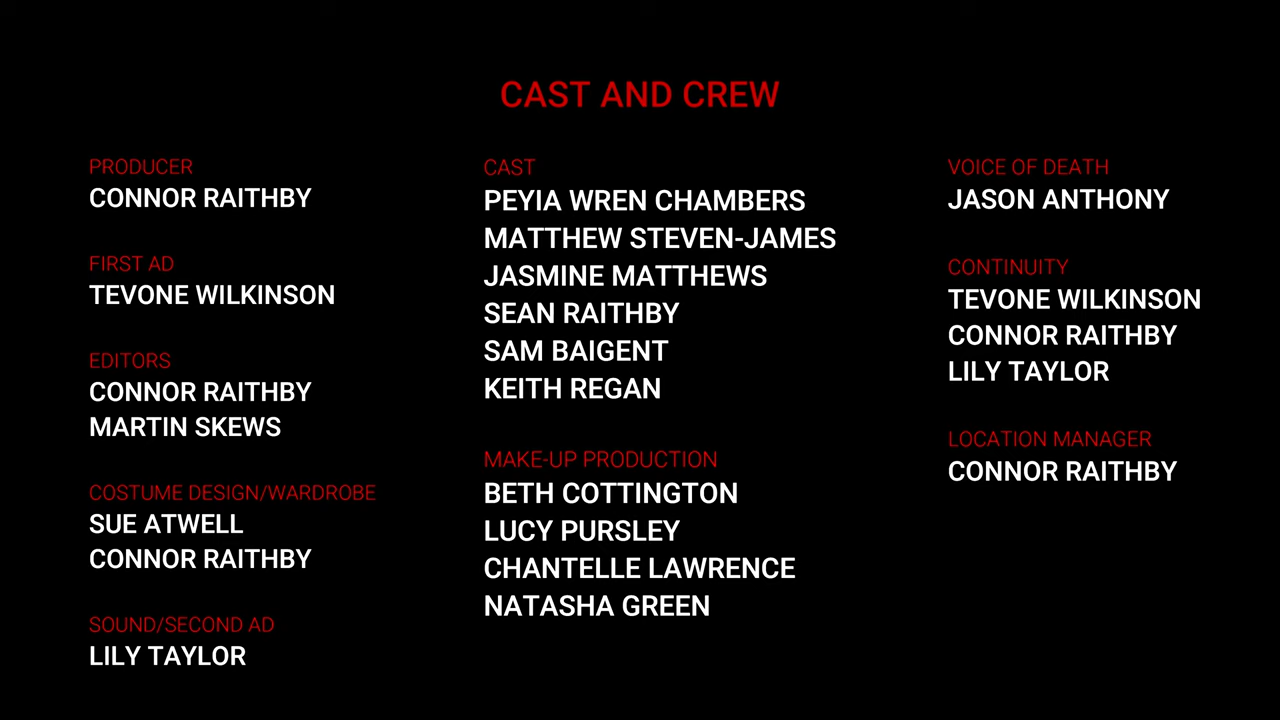 CAST AND CREW
PRODUCER
CONNOR RAITHBY
FIRST AD
TEVONE WILKINSON
EDITORS
CONNOR RAITHBY
MARTIN SKEWS
COSTUME DESIGN/WARDROBE
SUE ATWELL
CONNOR RAITHBY
SOUND/SECOND AD
LILY TAYLOR
CAST
PEYIA WREN CHAMBERS
MATTHEW STEVEN-JAMES
JASMINE MATTHEWS
SEAN RAITHBY
SAM BAIGENT
KEITH REGAN
MAKE-UP PRODUCTION
BETH COTTINGTON
LUCY PURSLEY
CHANTELLE LAWRENCE
NATASHA GREEN
VOICE OF DEATH
JASON ANTHONY
CONTINUITY
TEVONE WILKINSON
CONNOR RAITHBY
LILY TAYLOR
LOCATION MANAGER
CONNOR RAITHBY